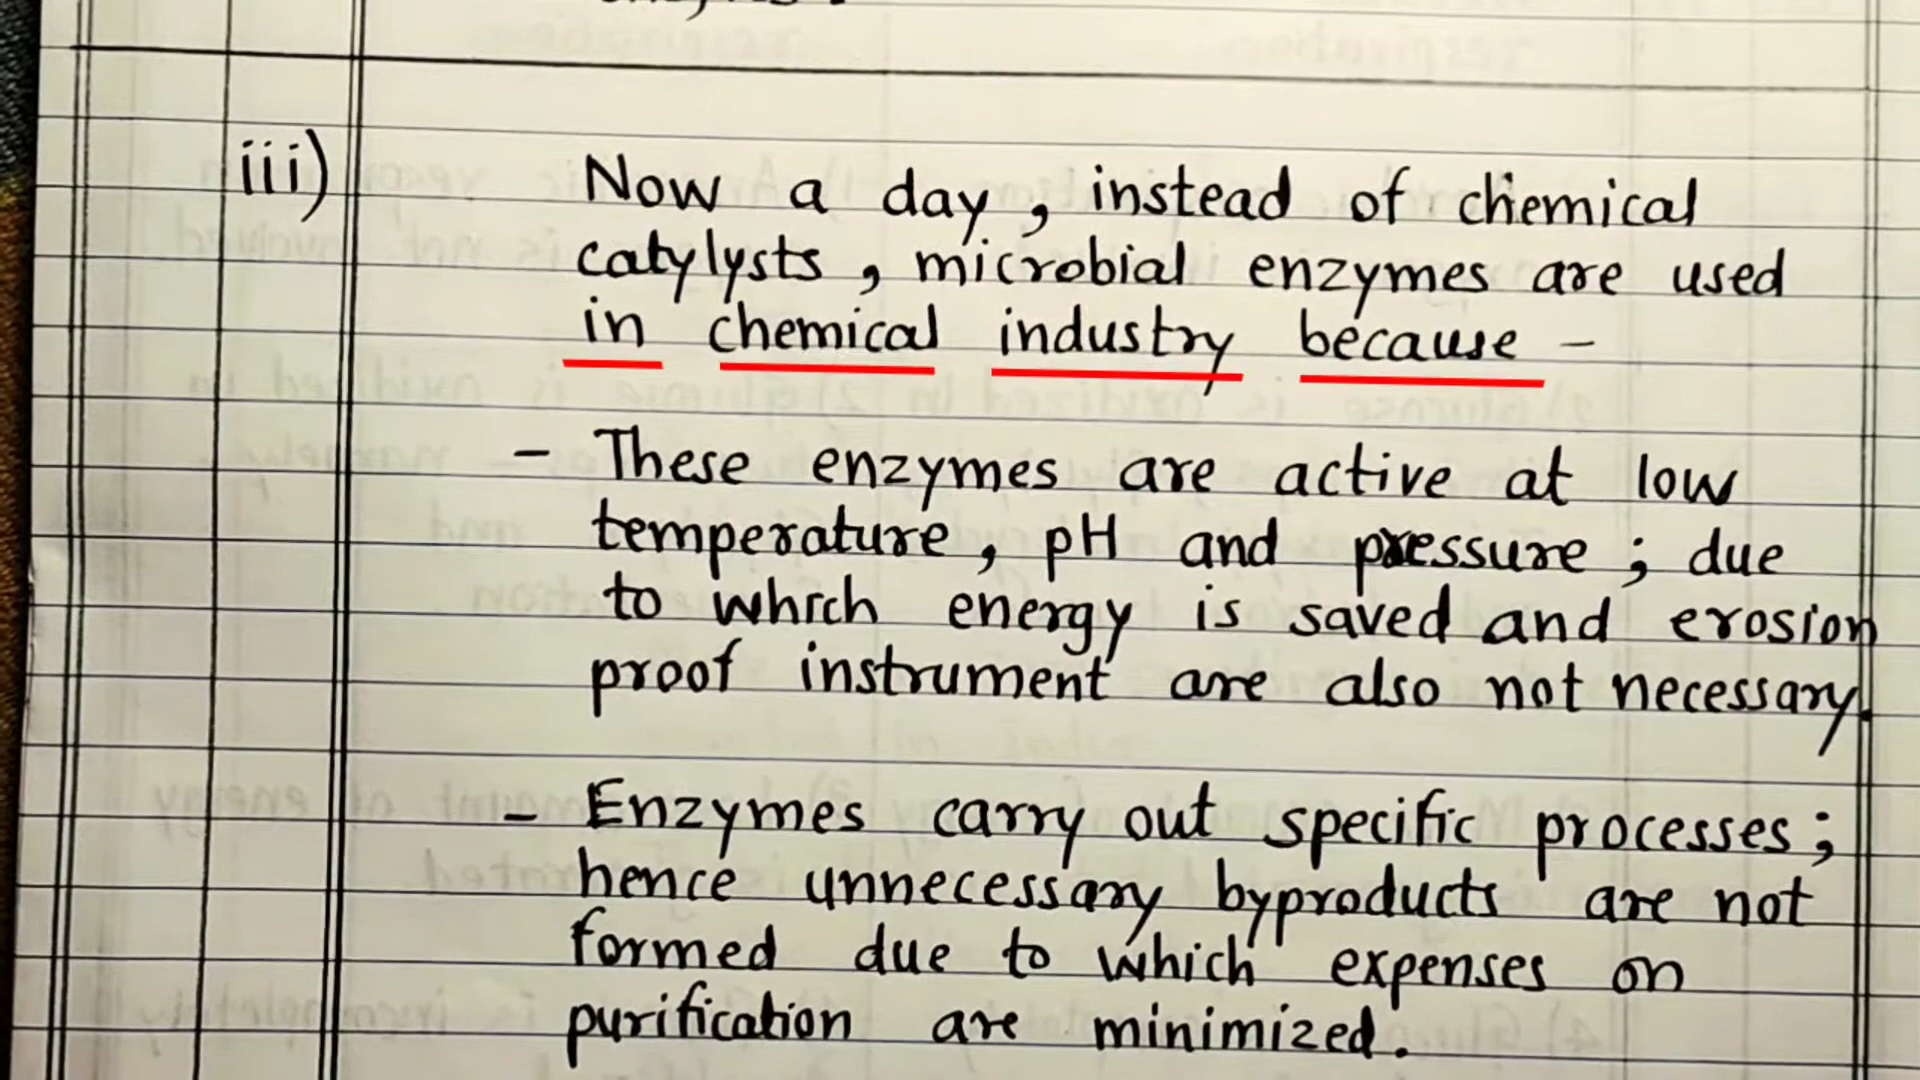 iii) Now a day, instead of chemical
catylysts, microbial enzymes are used
in chemical industry because -
- These enzymes are active at low
temperature, pH and pressure; due
to which energy is saved and erosion
proof instrument are also not necessary.
- Enzymes carry out specific processes;
hence unnecessary byproducts are not
formed due to which expenses on
purification are minimized.